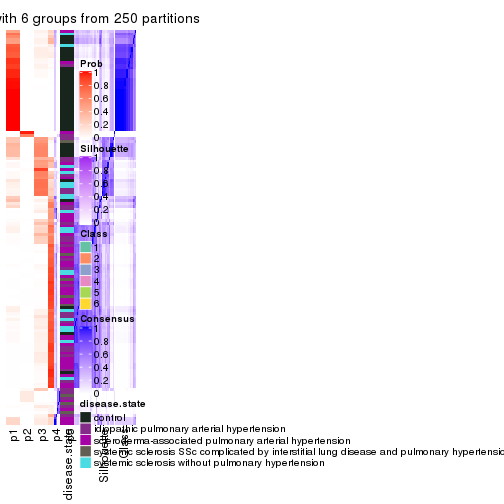 with 6 groups from 250 partitions
Prob
1
0.8
0.6
0.4
0.2
0
Silhouette
1
0.8
0.6
0.4
0.2
0
Class
1
2
3
4
5
6
Consensus
1
0.8
0.6
0.4
0.2
0
disease.state
control
idiopathic pulmonary arterial hypertension
scleroderma-associated pulmonary arterial hypertension
systemic sclerosis SSc complicated by interstitial lung disease and pulmonary hypertension
systemic sclerosis without pulmonary hypertension
p1
p2
p3
p4
disease.state
Silhouette
Class